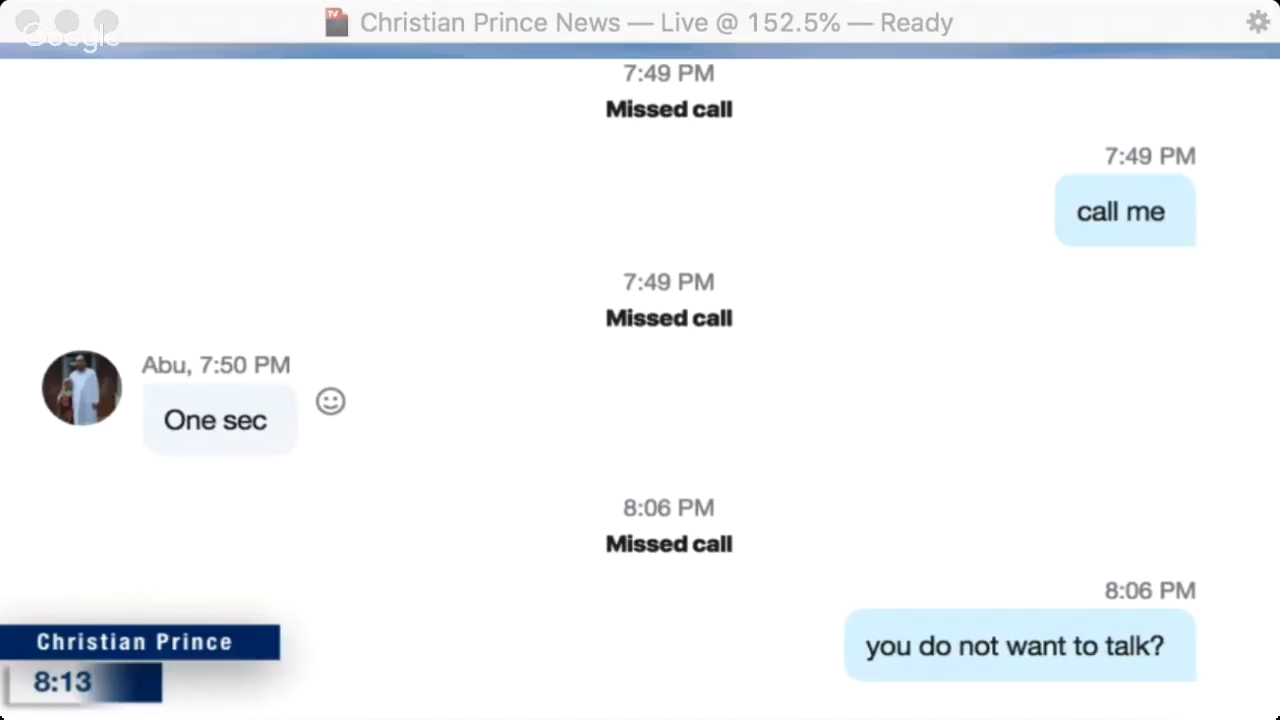 Google
TV
Christian Prince News — Live @ 152.5% — Ready
7:49 PM
Missed call
7:49 PM
call me
7:49 PM
Missed call
Abu, 7:50 PM
One sec
8:06 PM
Missed call
8:06 PM
you do not want to talk?
Christian Prince
8:13